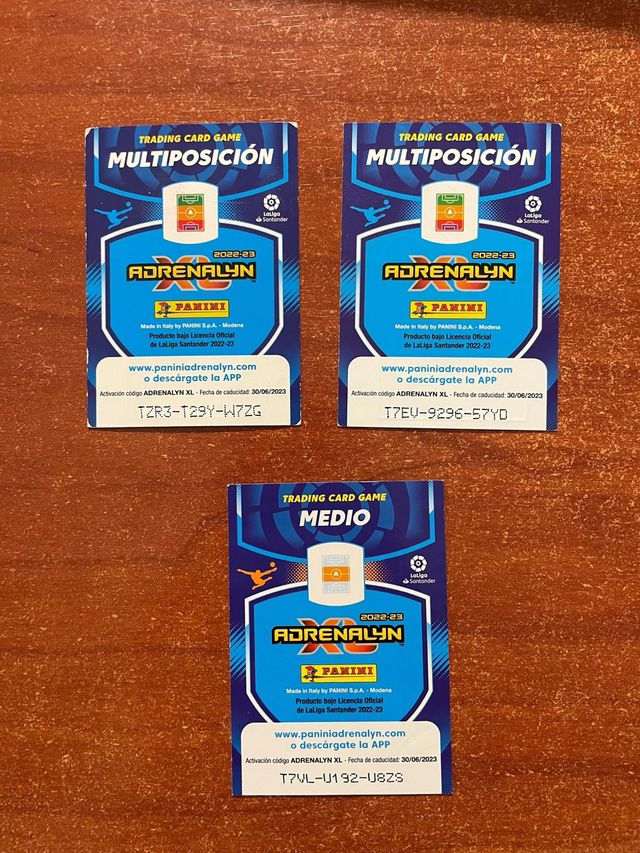 TRADING CARD GAME
MULTIPOSICIÓN
LaLiga
Santander
2022-23
ADRENALYN XL™
PANINI
Made in Italy by PANINI S.p.A. - Modena
Producto bajo Licencia Oficial
de LaLiga Santander 2022-23
www.paniniadrenalyn.com
o descárgate la APP
Activación código ADRENALYN XL - Fecha de caducidad: 30/06/2023
TZR3-T29Y-W7ZG
TRADING CARD GAME
MULTIPOSICIÓN
LaLiga
Santander
2022-23
ADRENALYN XL™
PANINI
Made in Italy by PANINI S.p.A. - Modena
Producto bajo Licencia Oficial
de LaLiga Santander 2022-23
www.paniniadrenalyn.com
o descárgate la APP
Activación código ADRENALYN XL - Fecha de caducidad: 30/06/2023
T7EV-9296-57YD
TRADING CARD GAME
MEDIO
LaLiga
Santander
2022-23
ADRENALYN XL™
PANINI
Made in Italy by PANINI S.p.A. - Modena
Producto bajo Licencia Oficial
de LaLiga Santander 2022-23
www.paniniadrenalyn.com
o descárgate la APP
Activación código ADRENALYN XL - Fecha de caducidad: 30/06/2023
T7VL-U192-U8ZS